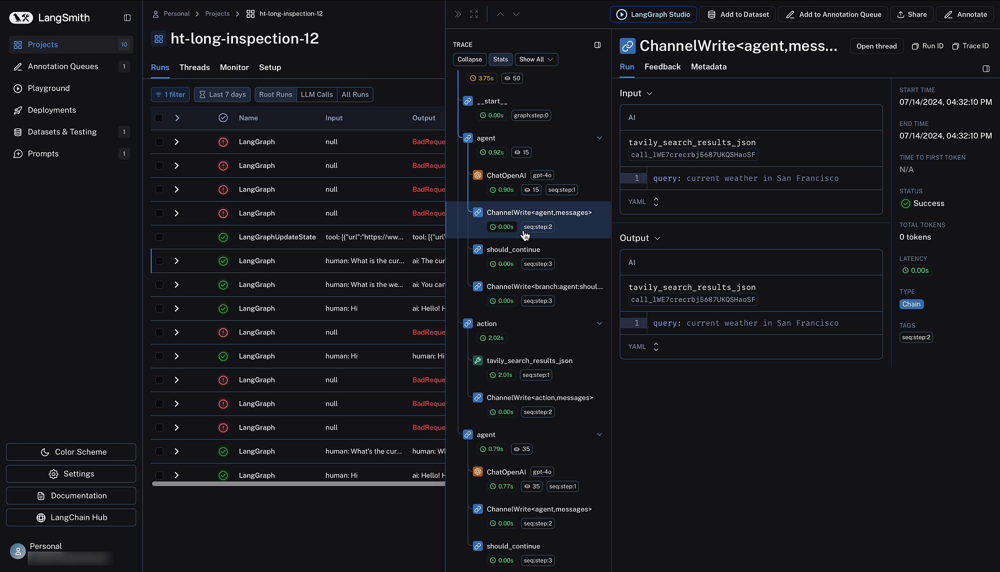 LangSmith
Projects
10
Annotation Queues
1
Playground
Deployments
Datasets & Testing
1
Prompts
1
Color Scheme
Settings
Documentation
LangChain Hub
Personal
Personal
Projects
ht-long-inspection-12
ht-long-inspection-12
Runs Threads Monitor Setup
1 filter
Last 7 days
Root Runs LLM Calls All Runs
Name Input Output
LangGraph null BadReque
LangGraph null BadReque
LangGraph null BadReque
LangGraph null BadReque
LangGraphUpdateState tool: [{"url":"https://ww... tool: [{"url'
LangGraph human: What is the cur... ai: The cur
LangGraph human: What is the we... ai: You can
LangGraph human: Hi ai: Hello! H
LangGraph null BadReque
LangGraph human: Hi human: Hi
LangGraph null BadReque
LangGraph null BadReque
LangGraph null BadReque
LangGraph human: What's the cur... human: Wh
LangGraph human: Hi ai: Hello! H
TRACE
Collapse Stats Show All
3.75s 50
__start__
0.00s graph:step:0
agent
0.92s 15
ChatOpenAI gpt-4o
0.90s 15 seq:step:1
ChannelWrite<agent,messages>
0.00s seq:step:2
should_continue
0.00s seq:step:3
ChannelWrite<branch:agent:shoul...
0.00s seq:step:3
action
2.02s
tavily_search_results_json
2.01s seq:step:1
ChannelWrite<action,messages>
0.00s seq:step:2
agent
0.79s 35
ChatOpenAI gpt-4o
0.77s 35 seq:step:1
ChannelWrite<agent,messages>
0.00s seq:step:2
should_continue
0.00s seq:step:3
LangGraph Studio
Add to Dataset
Add to Annotation Queue
Share
Annotate
ChannelWrite<agent,mess...
Open thread
Run ID
Trace ID
Run Feedback Metadata
Input
AI
tavily_search_results_json
call_lWE7crecrbj5687UKQSHaoSF
1 query: current weather in San Francisco
YAML
Output
AI
tavily_search_results_json
call_lWE7crecrbj5687UKQSHaoSF
1 query: current weather in San Francisco
YAML
START TIME
07/14/2024, 04:32:10 PM
END TIME
07/14/2024, 04:32:10 PM
TIME TO FIRST TOKEN
N/A
STATUS
Success
TOTAL TOKENS
0 tokens
LATENCY
0.00s
TYPE
Chain
TAGS
seq:step:2